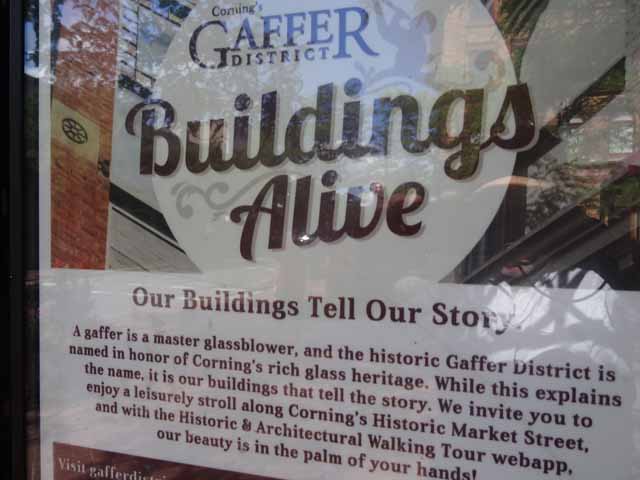 Corning's
GAFFER
DISTRICT
Buildings
Alive
Our Buildings Tell Our Story.
A gaffer is a master glassblower, and the historic Gaffer District is
named in honor of Corning's rich glass heritage. While this explains
the name, it is our buildings that tell the story. We invite you to
enjoy a leisurely stroll along Corning's Historic Market Street,
and with the Historic & Architectural Walking Tour webapp,
our beauty is in the palm of your hands!
Visit